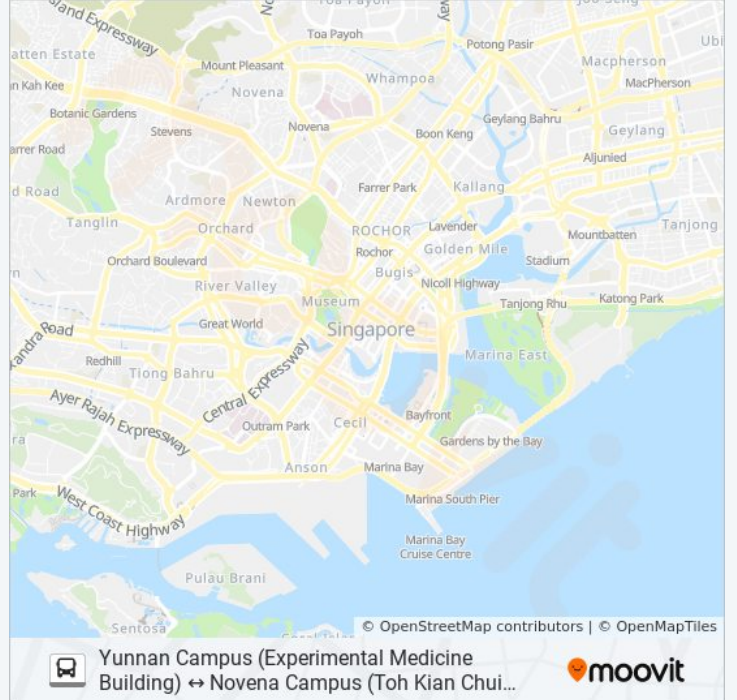 Toa Payoh
Joo Seng
land Expressway
Toa Payoh
way
Potong Pasir
Ubi
atten Estate
Mount Pleasant
Macpherson
Whampoa
MacPherson
n Kah Kee
Novena
Botanic Gardens
Stevens
Novena
Geylang Bahru
Boon Keng
Geylang
arrer Road
Aljunied
d Road
Ardmore
Newton
Farrer Park
Kallang
Tanglin
Orchard
ROCHOR
Lavender
Tanjong
Mountbatten
Rochor
Golden Mile
Orchard Boulevard
Stadium
Bugis
River Valley
Nicoll Highway
Museum
Tanjong Rhu
Katong Park
Great World
Singapore
Road
Marina East
Redhill
Tiong Bahru
Central Expressway
Ayer Rajah Expressway
Bayfront
Outram Park
Cecil
Gardens by the Bay
Anson
Marina Bay
Park
Marina South Pier
West Coast Highway
Marina Bay
Cruise Centre
Pulau Brani
Sentosa
© OpenStreetMap contributors | © OpenMapTiles
Yunnan Campus (Experimental Medicine
Building) ↔ Novena Campus (Toh Kian Chui…
moovit